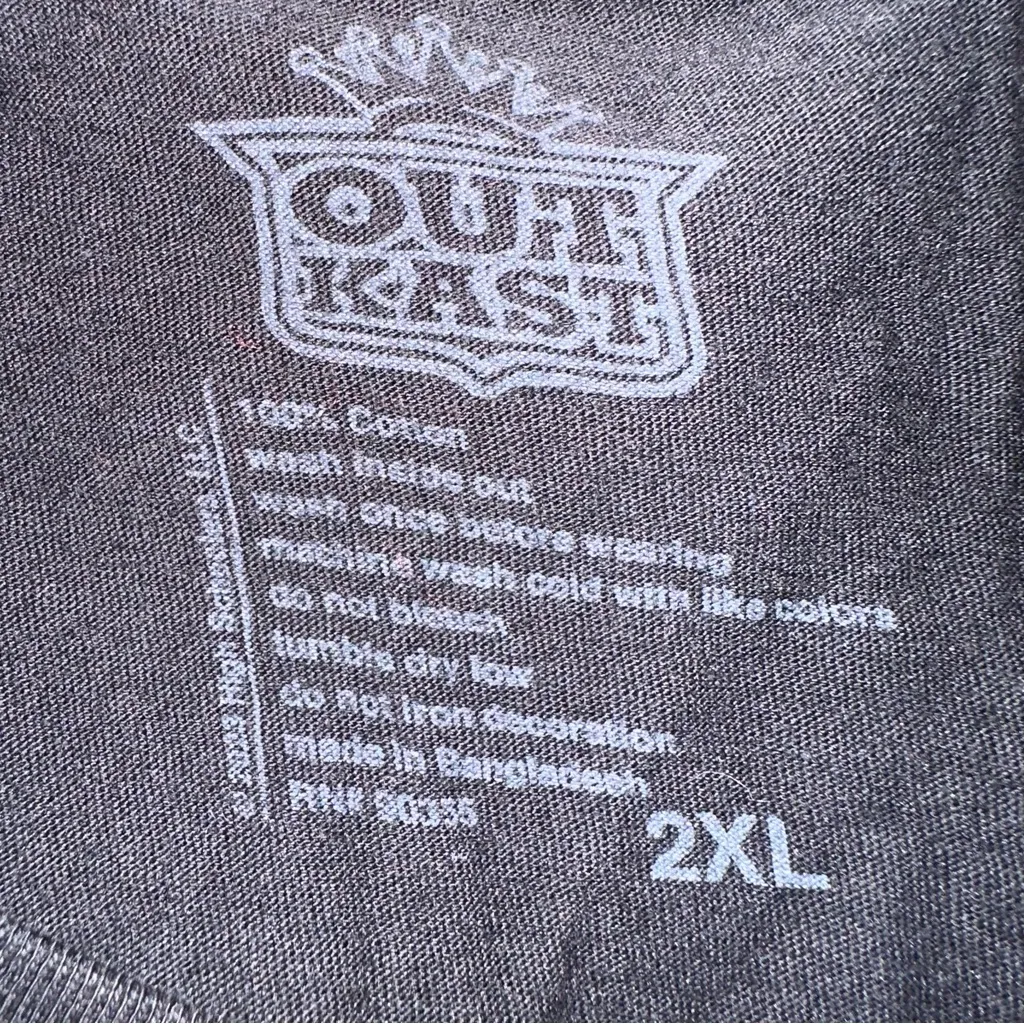 OUT
KAST
100% Cotton
wash inside out
wash once before wearing
machine wash cold with like colors
do not bleach
tumble dry low
do not iron decoration
made in Bangladesh
RN# 90355
2XL